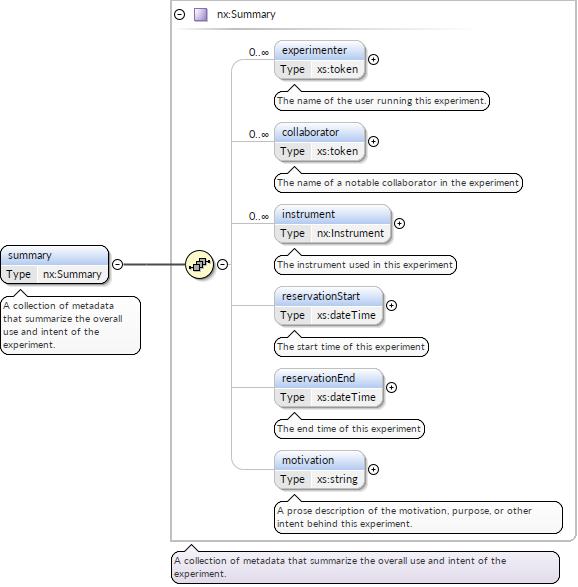 nx:Summary
0..∞
experimenter
Type xs:token
The name of the user running this experiment.
0..∞
collaborator
Type xs:token
The name of a notable collaborator in the experiment
0..∞
instrument
Type nx:Instrument
The instrument used in this experiment
summary
Type nx:Summary
A collection of metadata
that summarize the overall
use and intent of the
experiment.
reservationStart
Type xs:dateTime
The start time of this experiment
reservationEnd
Type xs:dateTime
The end time of this experiment
motivation
Type xs:string
A prose description of the motivation, purpose, or other
intent behind this experiment.
A collection of metadata that summarize the overall use and intent of the
experiment.